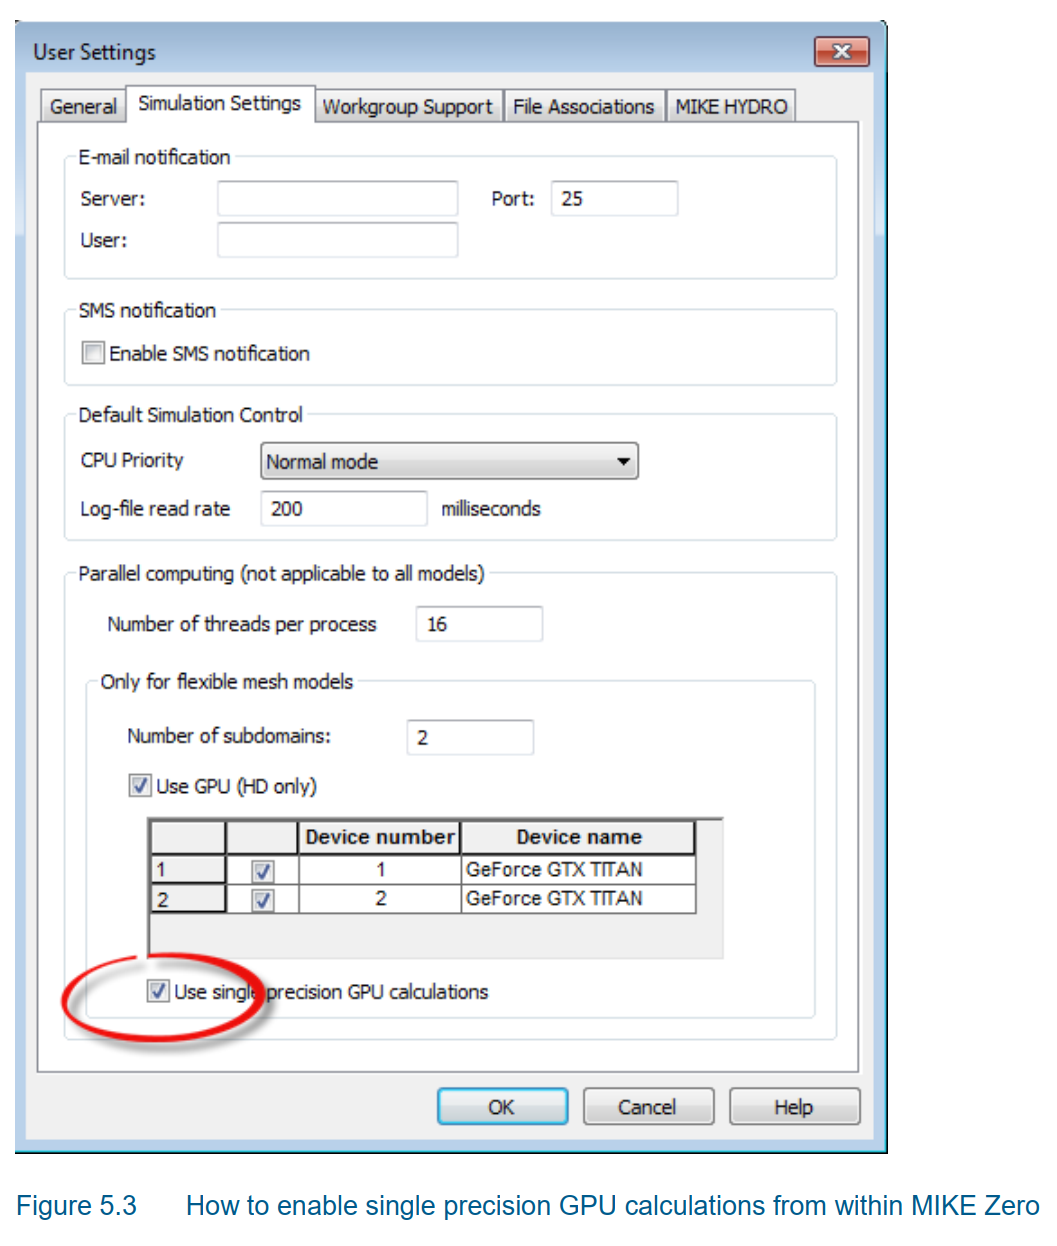 User Settings
General Simulation Settings Workgroup Support File Associations MIKE HYDRO
E-mail notification
Server: Port: 25
User:
SMS notification
Enable SMS notification
Default Simulation Control
CPU Priority Normal mode
Log-file read rate 200 milliseconds
Parallel computing (not applicable to all models)
Number of threads per process 16
Only for flexible mesh models
Number of subdomains: 2
Use GPU (HD only)
Device number Device name
1 1 GeForce GTX TITAN
2 2 GeForce GTX TITAN
Use single precision GPU calculations
OK Cancel Help
Figure 5.3 How to enable single precision GPU calculations from within MIKE Zero